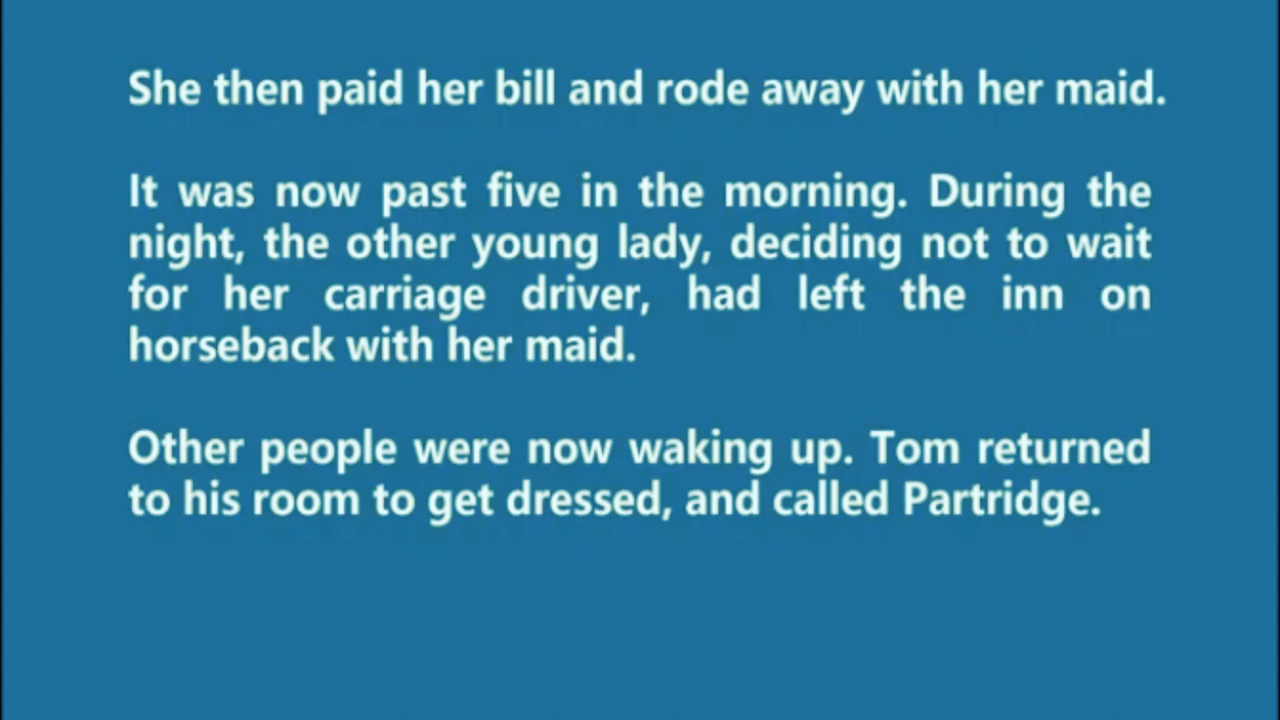 She then paid her bill and rode away with her maid.
It was now past five in the morning. During the
night, the other young lady, deciding not to wait
for her carriage driver, had left the inn on
horseback with her maid.
Other people were now waking up. Tom returned
to his room to get dressed, and called Partridge.